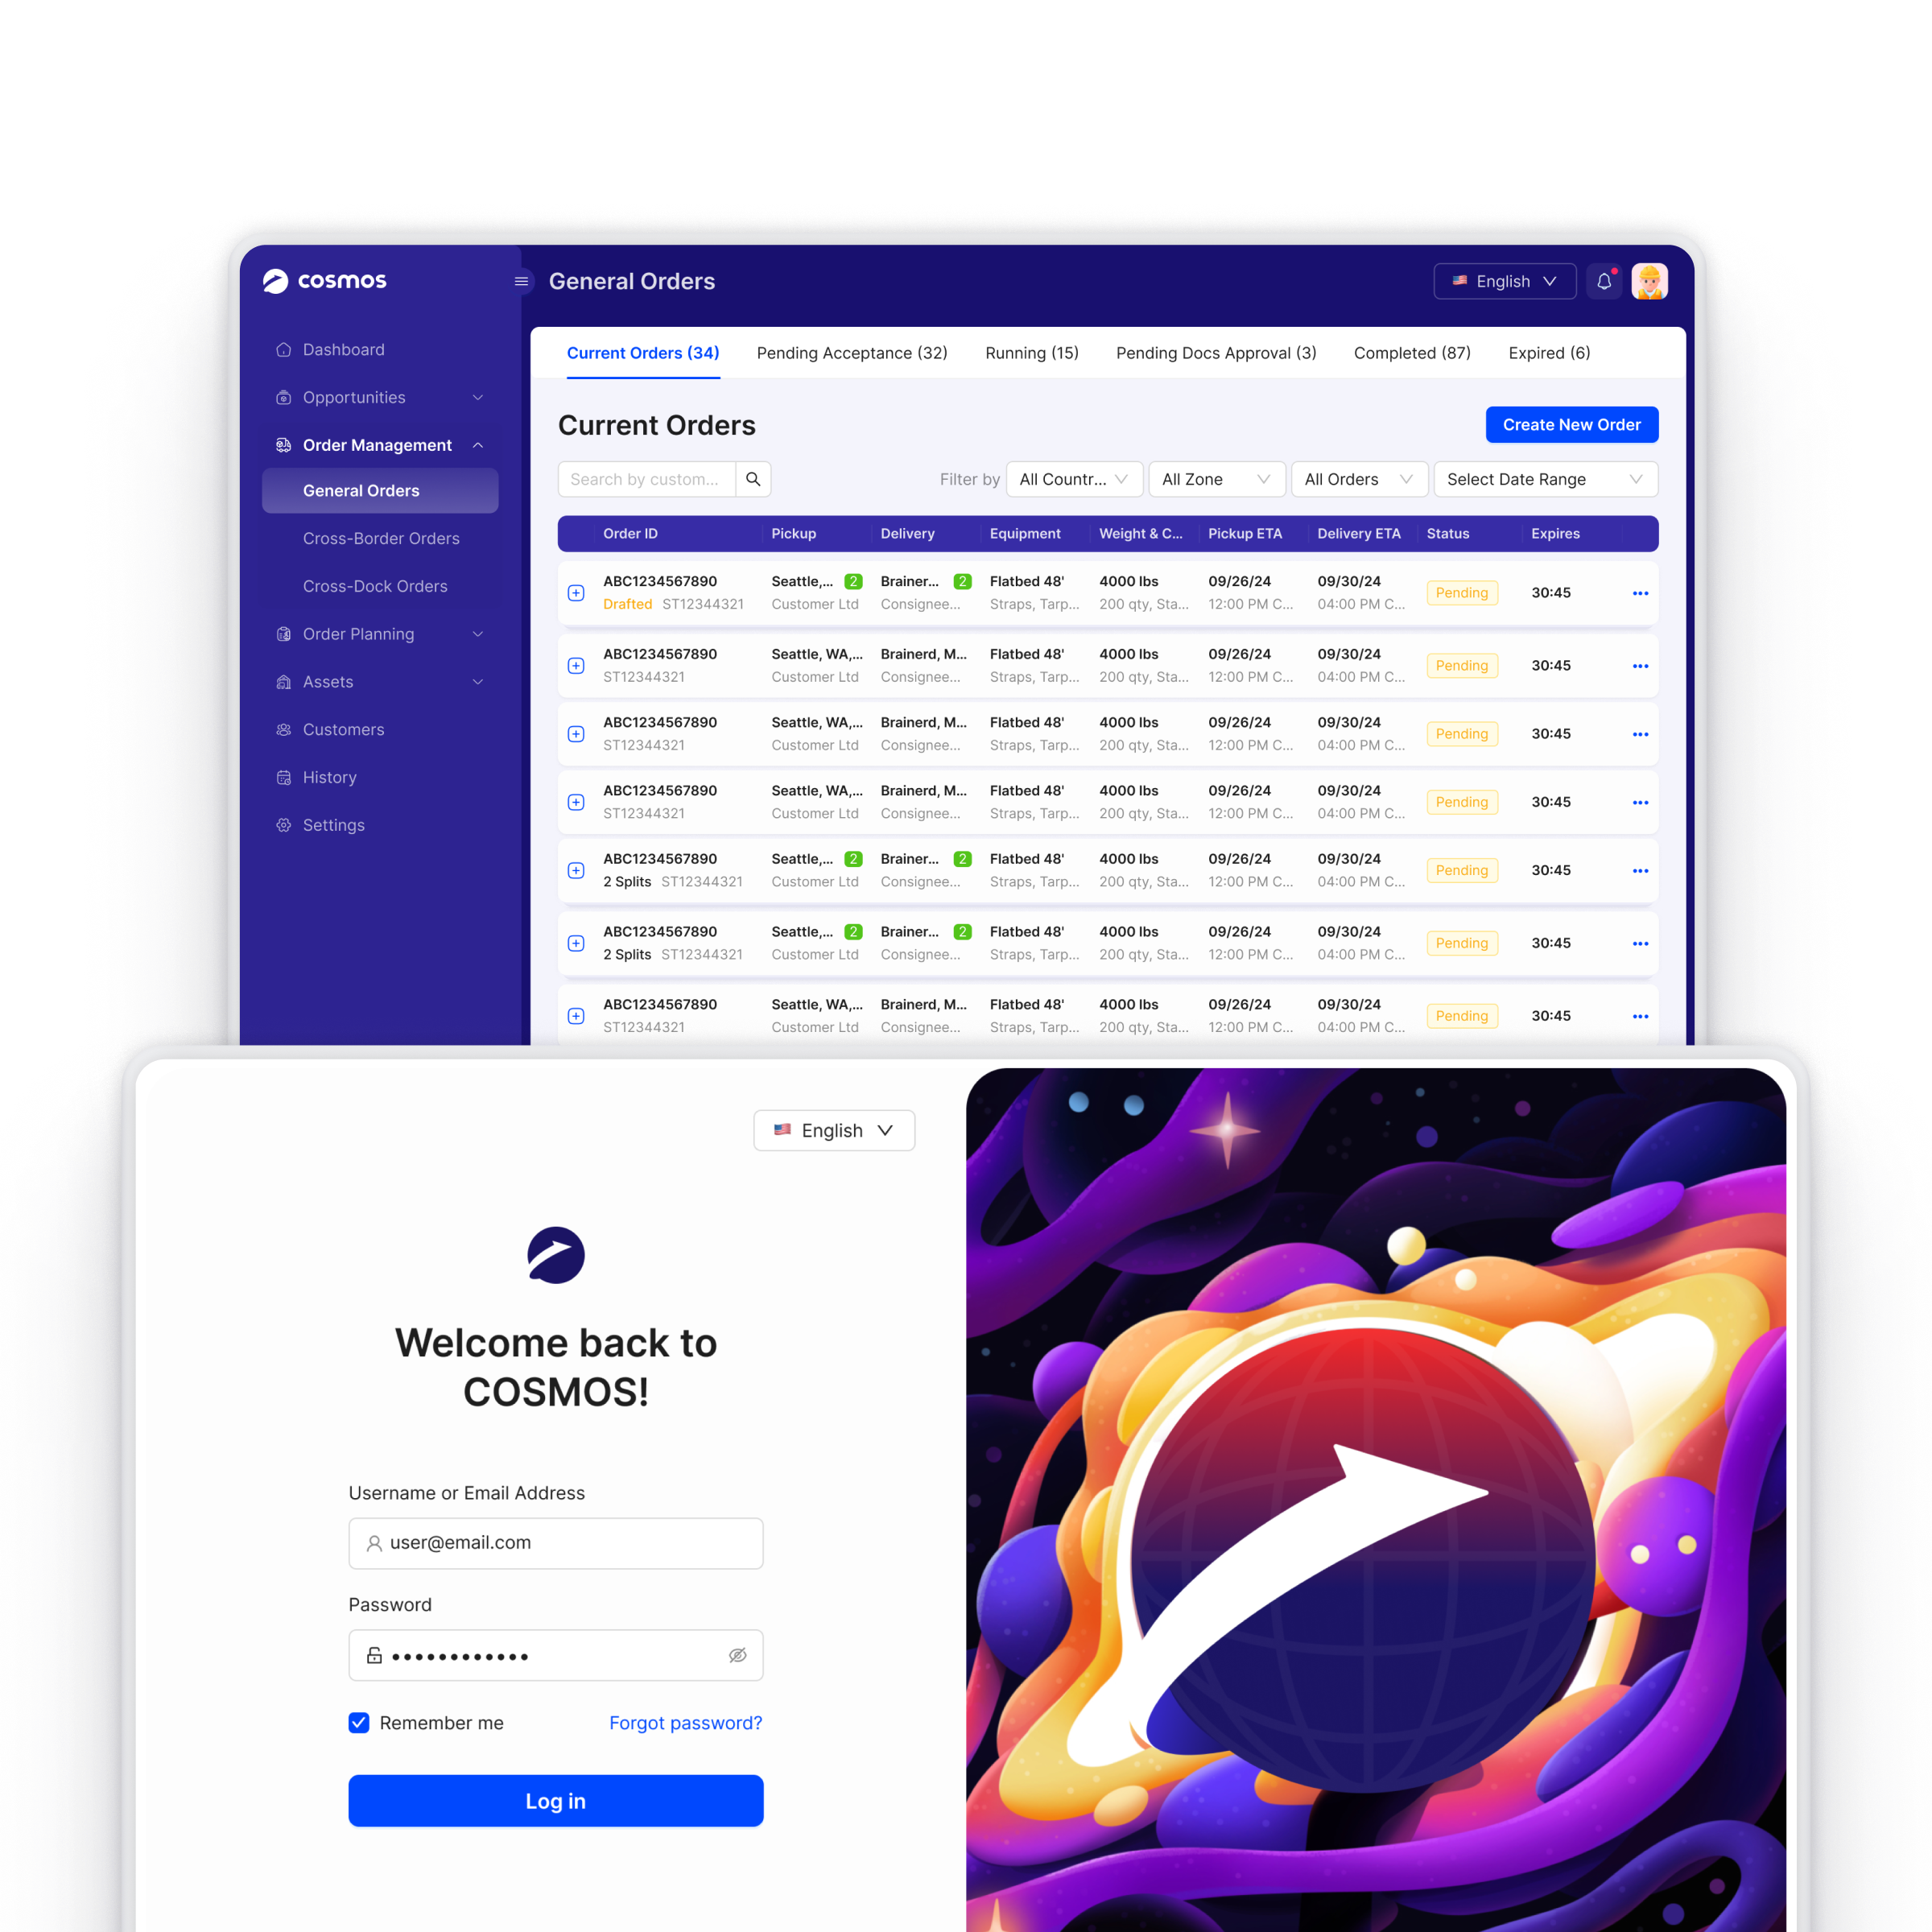 cosmos
General Orders
English
Dashboard
Opportunities
Order Management
General Orders
Cross-Border Orders
Cross-Dock Orders
Order Planning
Assets
Customers
History
Settings
Current Orders (34) Pending Acceptance (32) Running (15) Pending Docs Approval (3) Completed (87) Expired (6)
Current Orders
Create New Order
Search by custom... Filter by All Countr... All Zone All Orders Select Date Range
Order ID Pickup Delivery Equipment Weight & C... Pickup ETA Delivery ETA Status Expires
ABC1234567890 Seattle,... 2 Brainer... 2 Flatbed 48' 4000 lbs 09/26/24 09/30/24 Pending 30:45
Drafted ST12344321 Customer Ltd Consignee... Straps, Tarp... 200 qty, Sta... 12:00 PM C... 04:00 PM C...
ABC1234567890 Seattle, WA,... Brainerd, M... Flatbed 48' 4000 lbs 09/26/24 09/30/24 Pending 30:45
ST12344321 Customer Ltd Consignee... Straps, Tarp... 200 qty, Sta... 12:00 PM C... 04:00 PM C...
ABC1234567890 Seattle, WA,... Brainerd, M... Flatbed 48' 4000 lbs 09/26/24 09/30/24 Pending 30:45
ST12344321 Customer Ltd Consignee... Straps, Tarp... 200 qty, Sta... 12:00 PM C... 04:00 PM C...
ABC1234567890 Seattle, WA,... Brainerd, M... Flatbed 48' 4000 lbs 09/26/24 09/30/24 Pending 30:45
ST12344321 Customer Ltd Consignee... Straps, Tarp... 200 qty, Sta... 12:00 PM C... 04:00 PM C...
ABC1234567890 Seattle,... 2 Brainer... 2 Flatbed 48' 4000 lbs 09/26/24 09/30/24 Pending 30:45
2 Splits ST12344321 Customer Ltd Consignee... Straps, Tarp... 200 qty, Sta... 12:00 PM C... 04:00 PM C...
ABC1234567890 Seattle,... 2 Brainer... 2 Flatbed 48' 4000 lbs 09/26/24 09/30/24 Pending 30:45
2 Splits ST12344321 Customer Ltd Consignee... Straps, Tarp... 200 qty, Sta... 12:00 PM C... 04:00 PM C...
ABC1234567890 Seattle, WA,... Brainerd, M... Flatbed 48' 4000 lbs 09/26/24 09/30/24 Pending 30:45
ST12344321 Customer Ltd Consignee... Straps, Tarp... 200 qty, Sta... 12:00 PM C... 04:00 PM C...
English
Welcome back to
COSMOS!
Username or Email Address
user@email.com
Password
Remember me Forgot password?
Log in